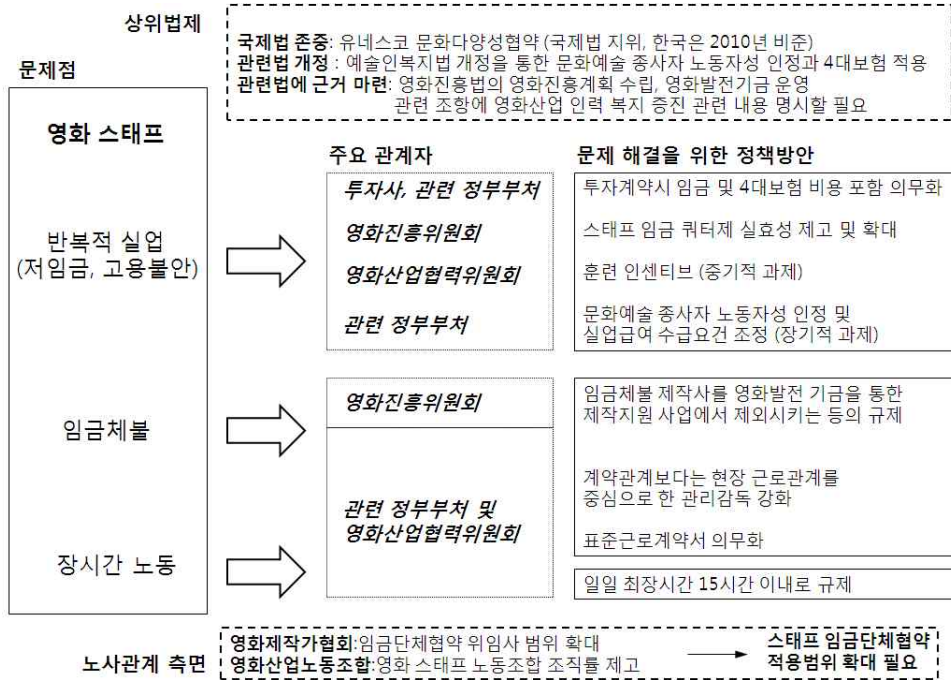 상위법제
국제법 존중: 유네스코 문화다양성협약 (국제법 지위, 한국은 2010년 비준)
관련법 개정 : 예술인복지법 개정을 통한 문화예술 종사자 노동자성 인정과 4대보험 적용
관련법에 근거 마련: 영화진흥법의 영화진흥계획 수립, 영화발전기금 운영
관련 조항에 영화산업 인력 복지 증진 관련 내용 명시할 필요
문제점
영화 스태프
반복적 실업
(저임금, 고용불안)
임금체불
장시간 노동
주요 관계자
투자사, 관련 정부부처
영화진흥위원회
영화산업협력위원회
관련 정부부처
영화진흥위원회
관련 정부부처 및
영화산업협력위원회
문제 해결을 위한 정책방안
투자계약시 임금 및 4대보험 비용 포함 의무화
스태프 임금 쿼터제 실효성 제고 및 확대
훈련 인센티브 (중기적 과제)
문화예술 종사자 노동자성 인정 및
실업급여 수급요건 조정 (장기적 과제)
임금체불 제작사를 영화발전 기금을 통한
제작지원 사업에서 제외시키는 등의 규제
계약관계보다는 현장 근로관계를
중심으로 한 관리감독 강화
표준근로계약서 의무화
일일 최장시간 15시간 이내로 규제
노사관계 측면
영화제작가협회:임금단체협약 위임사 범위 확대
영화산업노동조합:영화 스태프 노동조합 조직률 제고
스태프 임금단체협약
적용범위 확대 필요